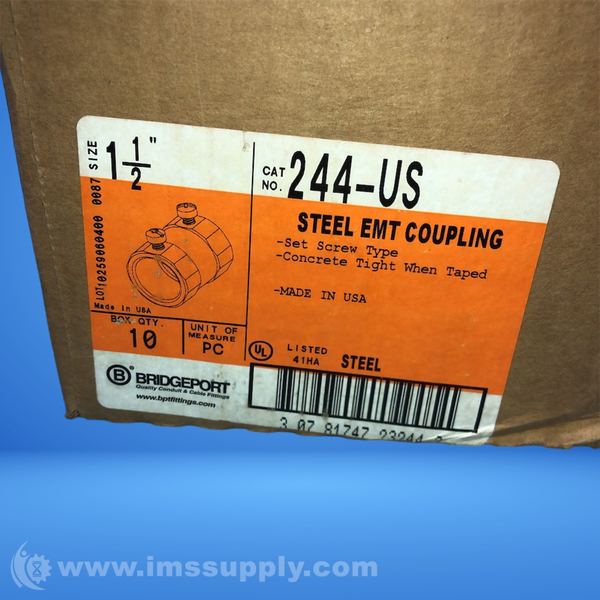 SIZE
1 1/2"
CAT NO.
244-US
STEEL EMT COUPLING
-Set Screw Type
-Concrete Tight When Taped
-MADE IN USA
LOT10259060400 0087
Made In USA
BOX QTY.
10
UNIT OF
MEASURE
PC
UL
LISTED
41HA
STEEL
B
BRIDGEPORT
Quality Conduit & Cable Fittings
www.bptfittings.com
3 07 81747 23244
www.imssupply.com